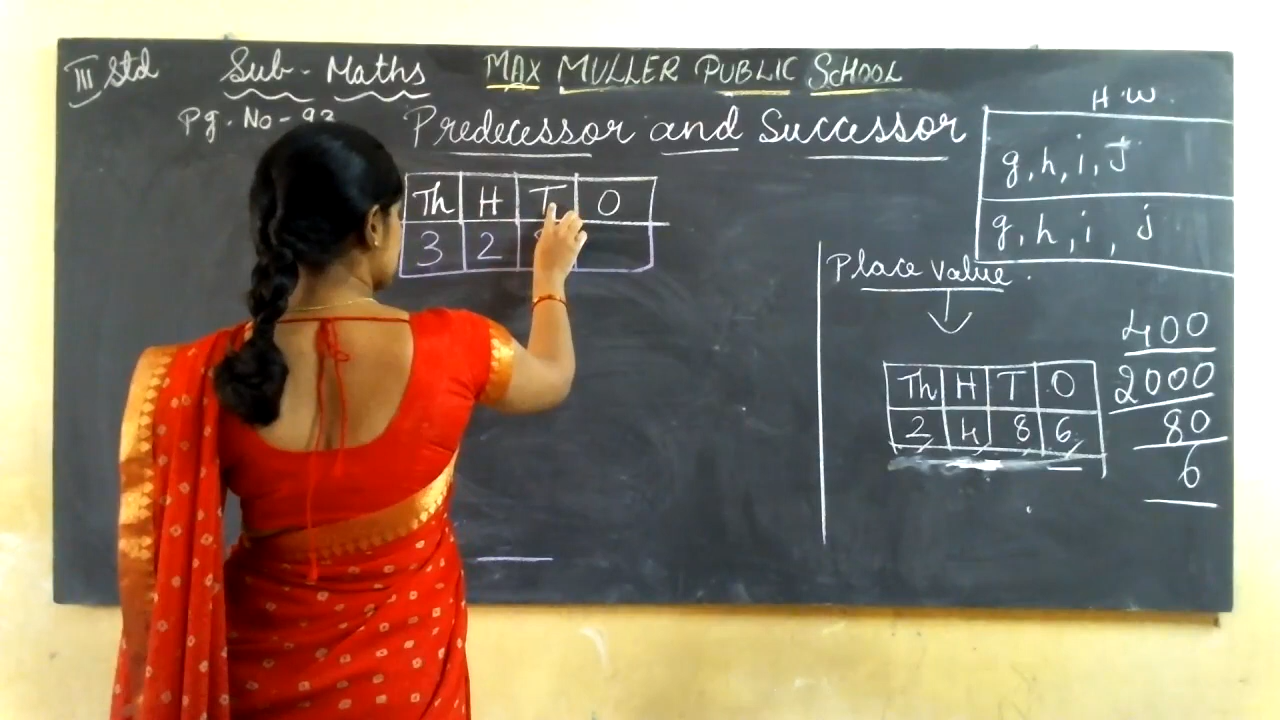 III Std Sub - Maths MAX MULLER PUBLIC SCHOOL
Pg. No - 93
Predecessor and Successor
H.W.
g, h, i, j
g, h, i, j
Th H T O
3 2
Place value.
Th H T O
2 4 8 6
400
2000
80
6